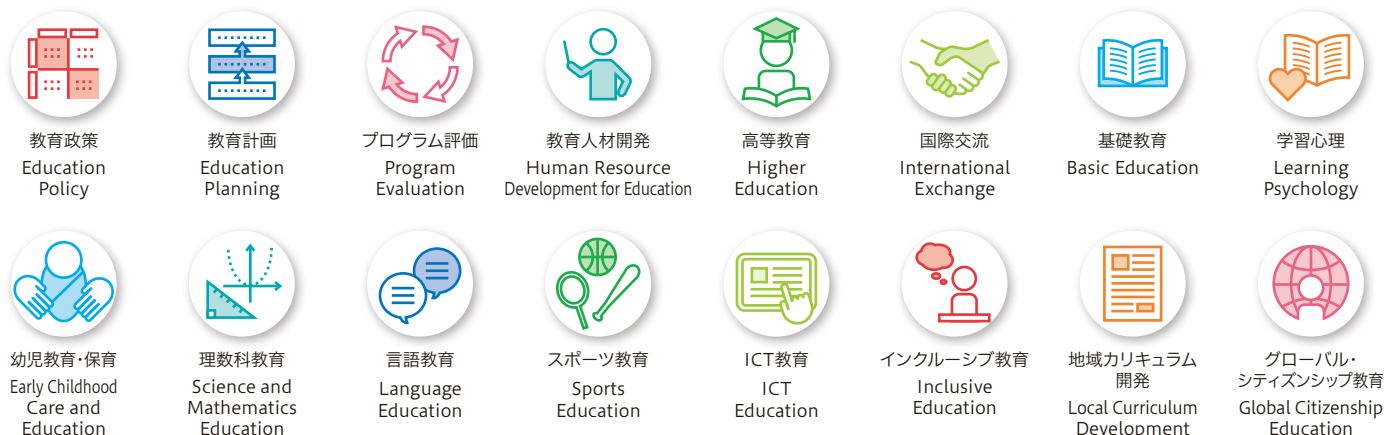 教育政策
Education
Policy
教育計画
Education
Planning
プログラム評価
Program
Evaluation
教育人材開発
Human Resource
Development for Education
高等教育
Higher
Education
国際交流
International
Exchange
基礎教育
Basic Education
学習心理
Learning
Psychology
幼児教育・保育
Early Childhood
Care and
Education
理数科教育
Science and
Mathematics
Education
言語教育
Language
Education
スポーツ教育
Sports
Education
ICT教育
ICT
Education
インクルーシブ教育
Inclusive
Education
地域カリキュラム
開発
Local Curriculum
Development
グローバル・
シティズンシップ教育
Global Citizenship
Education